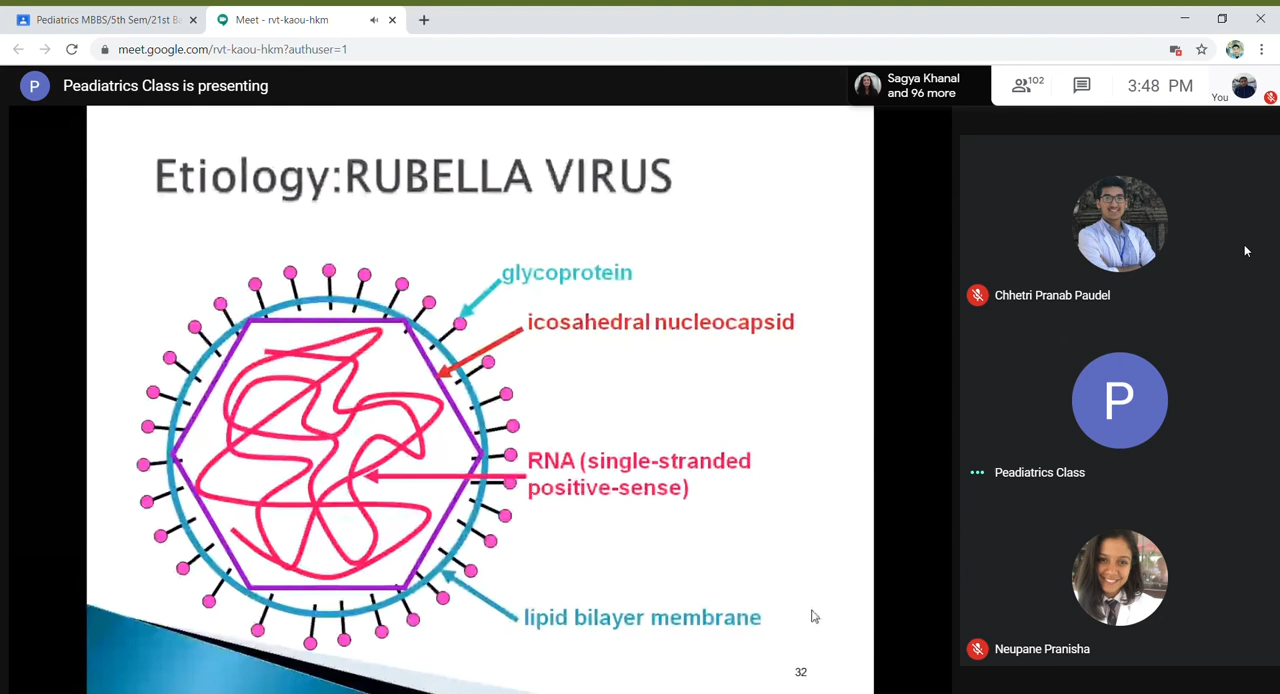 Pediatrics MBBS/5th Sem/21st Ba
Meet - rvt-kaou-hkm
meet.google.com/rvt-kaou-hkm?authuser=1
P
Peadiatrics Class is presenting
Sagya Khanal
and 96 more
102
3:48 PM
You
Etiology:RUBELLA VIRUS
glycoprotein
icosahedral nucleocapsid
RNA (single-stranded
positive-sense)
lipid bilayer membrane
32
Chhetri Pranab Paudel
P
Peadiatrics Class
Neupane Pranisha